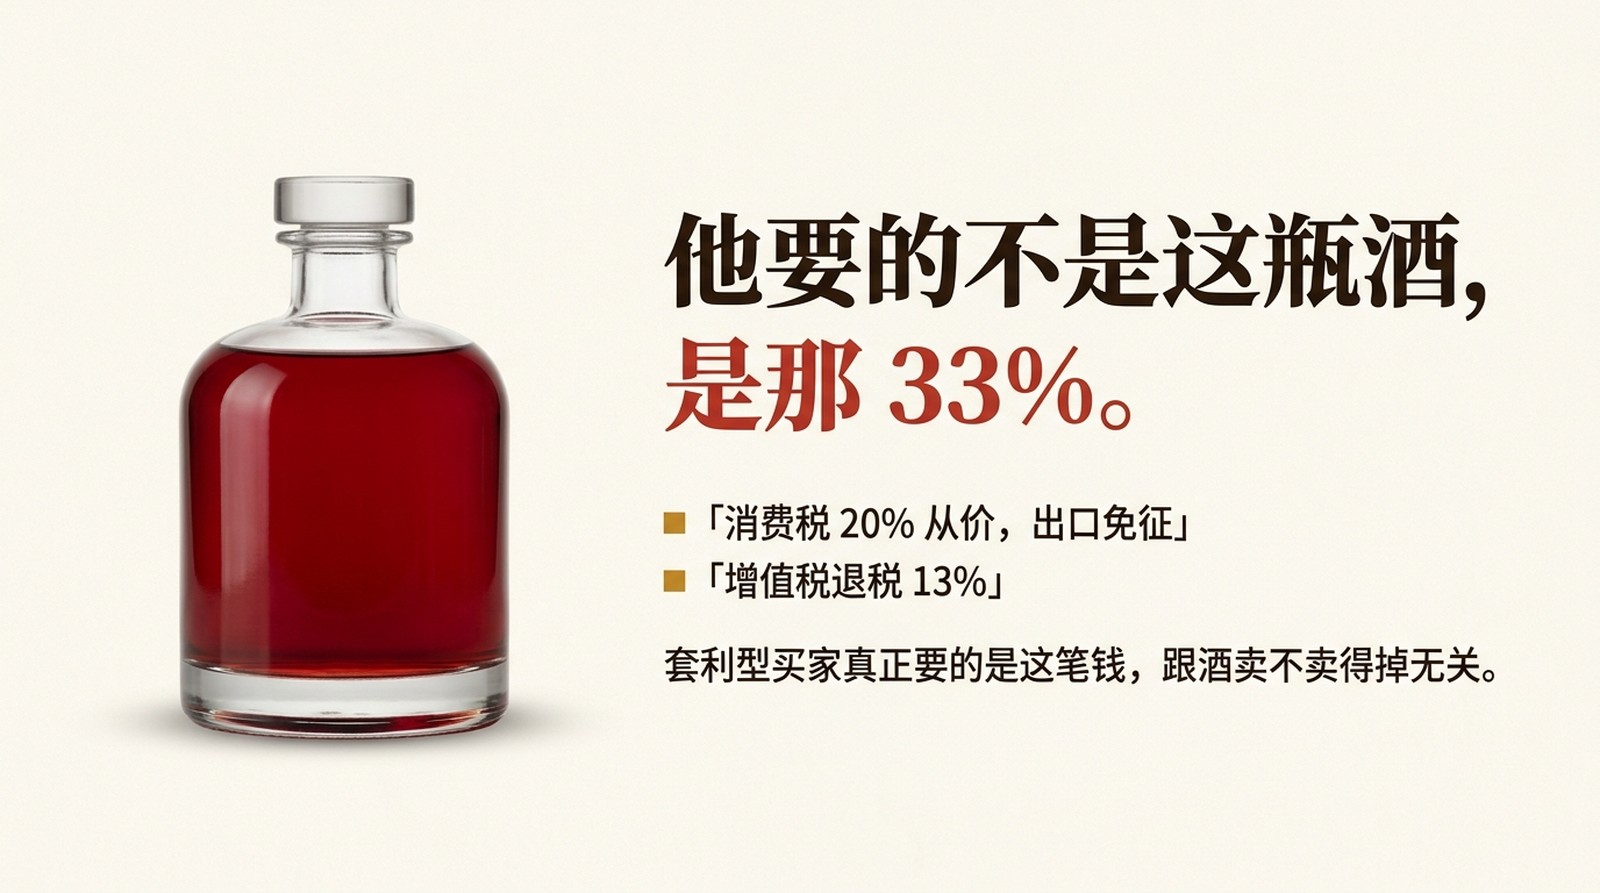 他要的不是这瓶酒,
是那 33%。
「消费税 20% 从价，出口免征」
「增值税退税 13%」
套利型买家真正要的是这笔钱，跟酒卖不卖得掉无关。